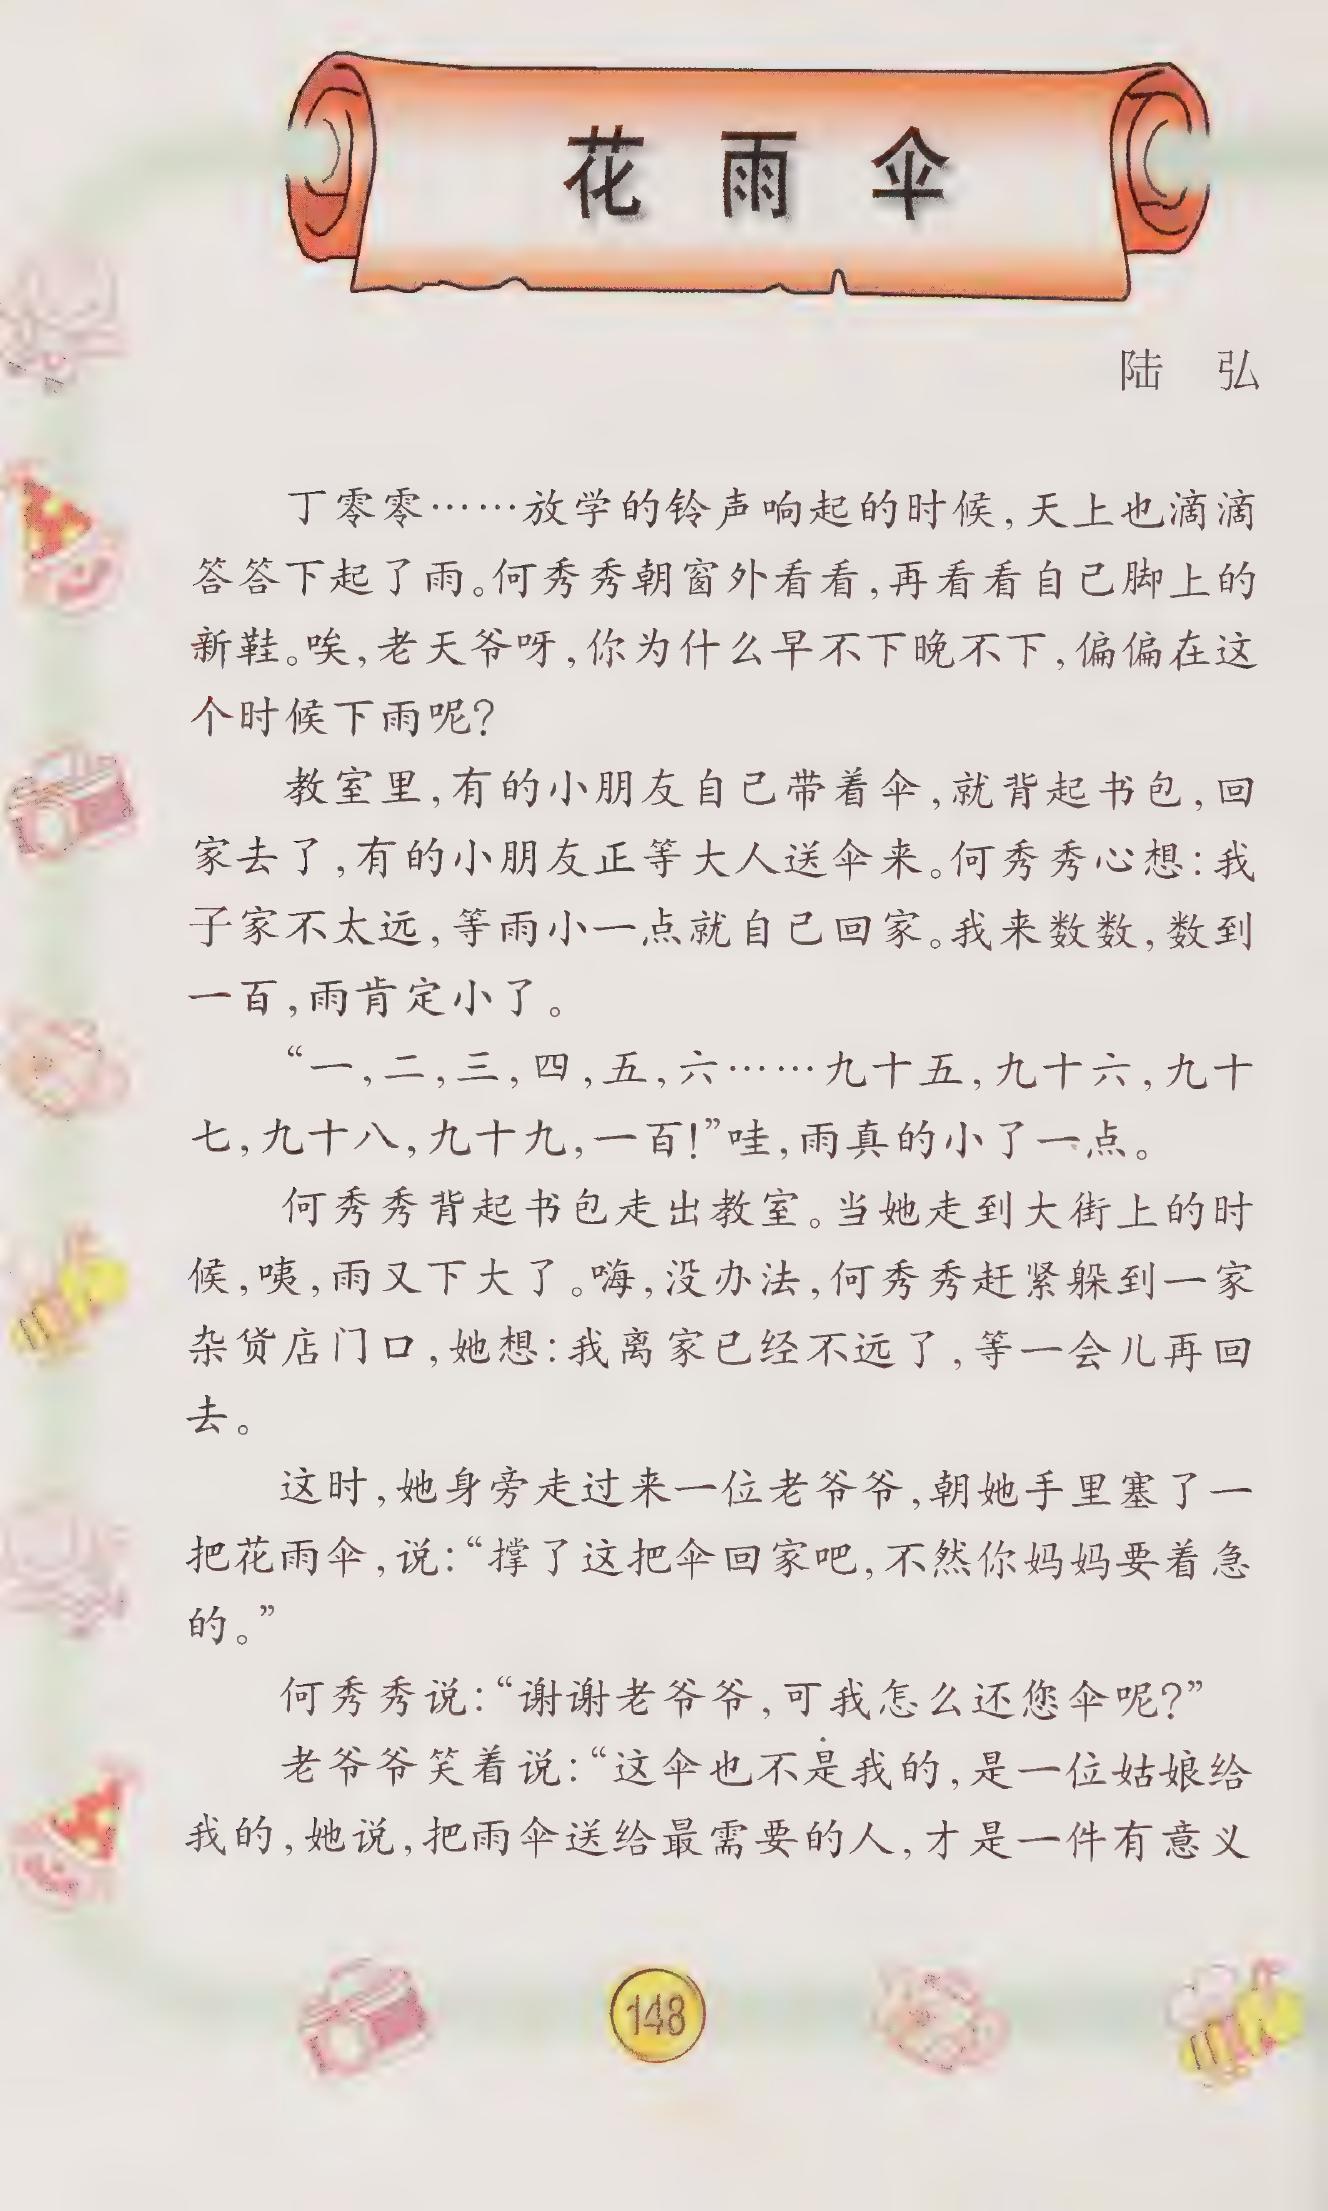 花雨伞
陆 弘
丁零零……放学的铃声响起的时候,天上也滴滴
答答下起了雨。何秀秀朝窗外看看,再看看自己脚上的
新鞋。唉,老天爷呀,你为什么早不下晚不下,偏偏在这
个时候下雨呢?
教室里,有的小朋友自己带着伞,就背起书包,回
家去了,有的小朋友正等大人送伞来。何秀秀心想:我
子家不太远,等雨小一点就自己回家。我来数数,数到
一百,雨肯定小了。
“一,二,三,四,五,六……九十五,九十六,九十
七,九十八,九十九,一百!”哇,雨真的小了一点。
何秀秀背起书包走出教室。当她走到大街上的时
候,咦,雨又下大了。嗨,没办法,何秀秀赶紧躲到一家
杂货店门口,她想:我离家已经不远了,等一会儿再回
去。
这时,她身旁走过来一位老爷爷,朝她手里塞了一
把花雨伞,说:“撑了这把伞回家吧,不然你妈妈要着急
的。”
何秀秀说:“谢谢老爷爷,可我怎么还您伞呢?”
老爷爷笑着说:“这伞也不是我的,是一位姑娘给
我的,她说,把雨伞送给最需要的人,才是一件有意义
148